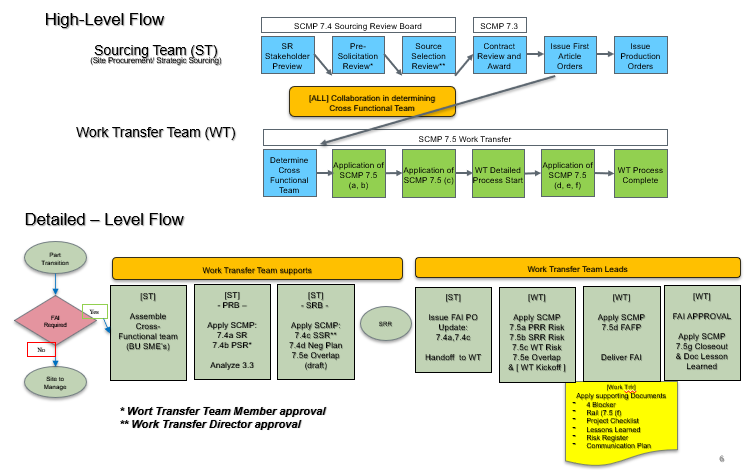 High-Level Flow
SCMP 7.4 Sourcing Review Board
SCMP 7.3
Sourcing Team (ST)
(Site Procurement/ Strategic Sourcing)
SR
Stakeholder
Preview
Pre-
Solicitation
Review*
Source
Selection
Review**
Contract
Review and
Award
Issue First
Article
Orders
Issue
Production
Orders
[ALL] Collaboration in determining
Cross Functional Team
Work Transfer Team (WT)
SCMP 7.5 Work Transfer
Determine
Cross
Functional
Team
Application of
SCMP 7.5
(a, b)
Application of
SCMP 7.5 (c)
WT Detailed
Process Start
Application of
SCMP 7.5
(d, e, f)
WT Process
Complete
Detailed – Level Flow
Part
Transition
FAI
Required
Yes
No
Site to
Manage
Work Transfer Team supports
[ST]
Assemble
Cross-
Functional team
(BU SME's)
[ST]
- PRB –
Apply SCMP:
7.4a SR
7.4b PSR*
Analyze 3.3
[ST]
- SRB -
Apply SCMP:
7.4c SSR**
7.4d Neg Plan
7.5e Overlap
(draft)
SRR
Work Transfer Team Leads
[ST]
Issue FAI PO
Update:
7.4a,7.4c
Handoff to WT
[WT]
Apply SCMP
7.5a PRR Risk
7.5b SRR Risk
7.5c WT Risk
7.5e Overlap
& [ WT Kickoff ]
[WT]
Apply SCMP
7.5d FAFP
Deliver FAI
[WT]
FAI APPROVAL
Apply SCMP
7.5g Closeout
& Doc Lesson
Learned
[Work Trk]
Apply supporting Documents
- 4 Blocker
- Rail (7.5 (f)
- Project Checklist
- Lessons Learned
- Risk Register
- Communication Plan
* Wort Transfer Team Member approval
** Work Transfer Director approval
6